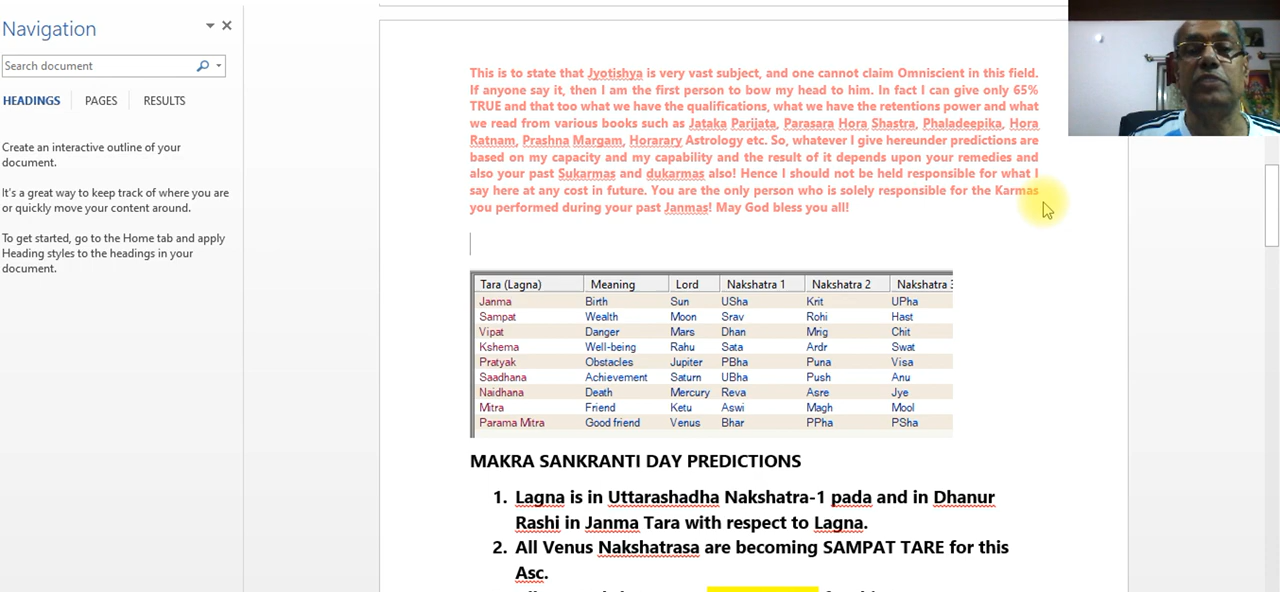 Navigation
Search document
HEADINGS PAGES RESULTS
Create an interactive outline of your
document.
It's a great way to keep track of where you are
or quickly move your content around.
To get started, go to the Home tab and apply
Heading styles to the headings in your
document.
This is to state that Jyotishya is very vast subject, and one cannot claim Omniscient in this field.
If anyone say it, then I am the first person to bow my head to him. In fact I can give only 65%
TRUE and that too what we have the qualifications, what we have the retentions power and what
we read from various books such as Jataka Parijata, Parasara Hora Shastra, Phaladeepika, Hora
Ratnam, Prashna Margam, Horarary Astrology etc. So, whatever I give hereunder predictions are
based on my capacity and my capability and the result of it depends upon your remedies and
also your past Sukarmas and dukarmas also! Hence I should not be held responsible for what I
say here at any cost in future. You are the only person who is solely responsible for the Karmas
you performed during your past Janmas! May God bless you all!
Tara (Lagna) Meaning Lord Nakshatra 1 Nakshatra 2 Nakshatra 3
Janma Birth Sun USha Krit UPha
Sampat Wealth Moon Srav Rohi Hast
Vipat Danger Mars Dhan Mrig Chit
Kshema Well-being Rahu Sata Ardr Swat
Pratyak Obstacles Jupiter PBha Puna Visa
Saadhana Achievement Saturn UBha Push Anu
Naidhana Death Mercury Reva Asre Jye
Mitra Friend Ketu Aswi Magh Mool
Parama Mitra Good friend Venus Bhar PPha PSha
MAKRA SANKRANTI DAY PREDICTIONS
1. Lagna is in Uttarashadha Nakshatra-1 pada and in Dhanur
Rashi in Janma Tara with respect to Lagna.
2. All Venus Nakshatrasa are becoming SAMPAT TARE for this
Asc.